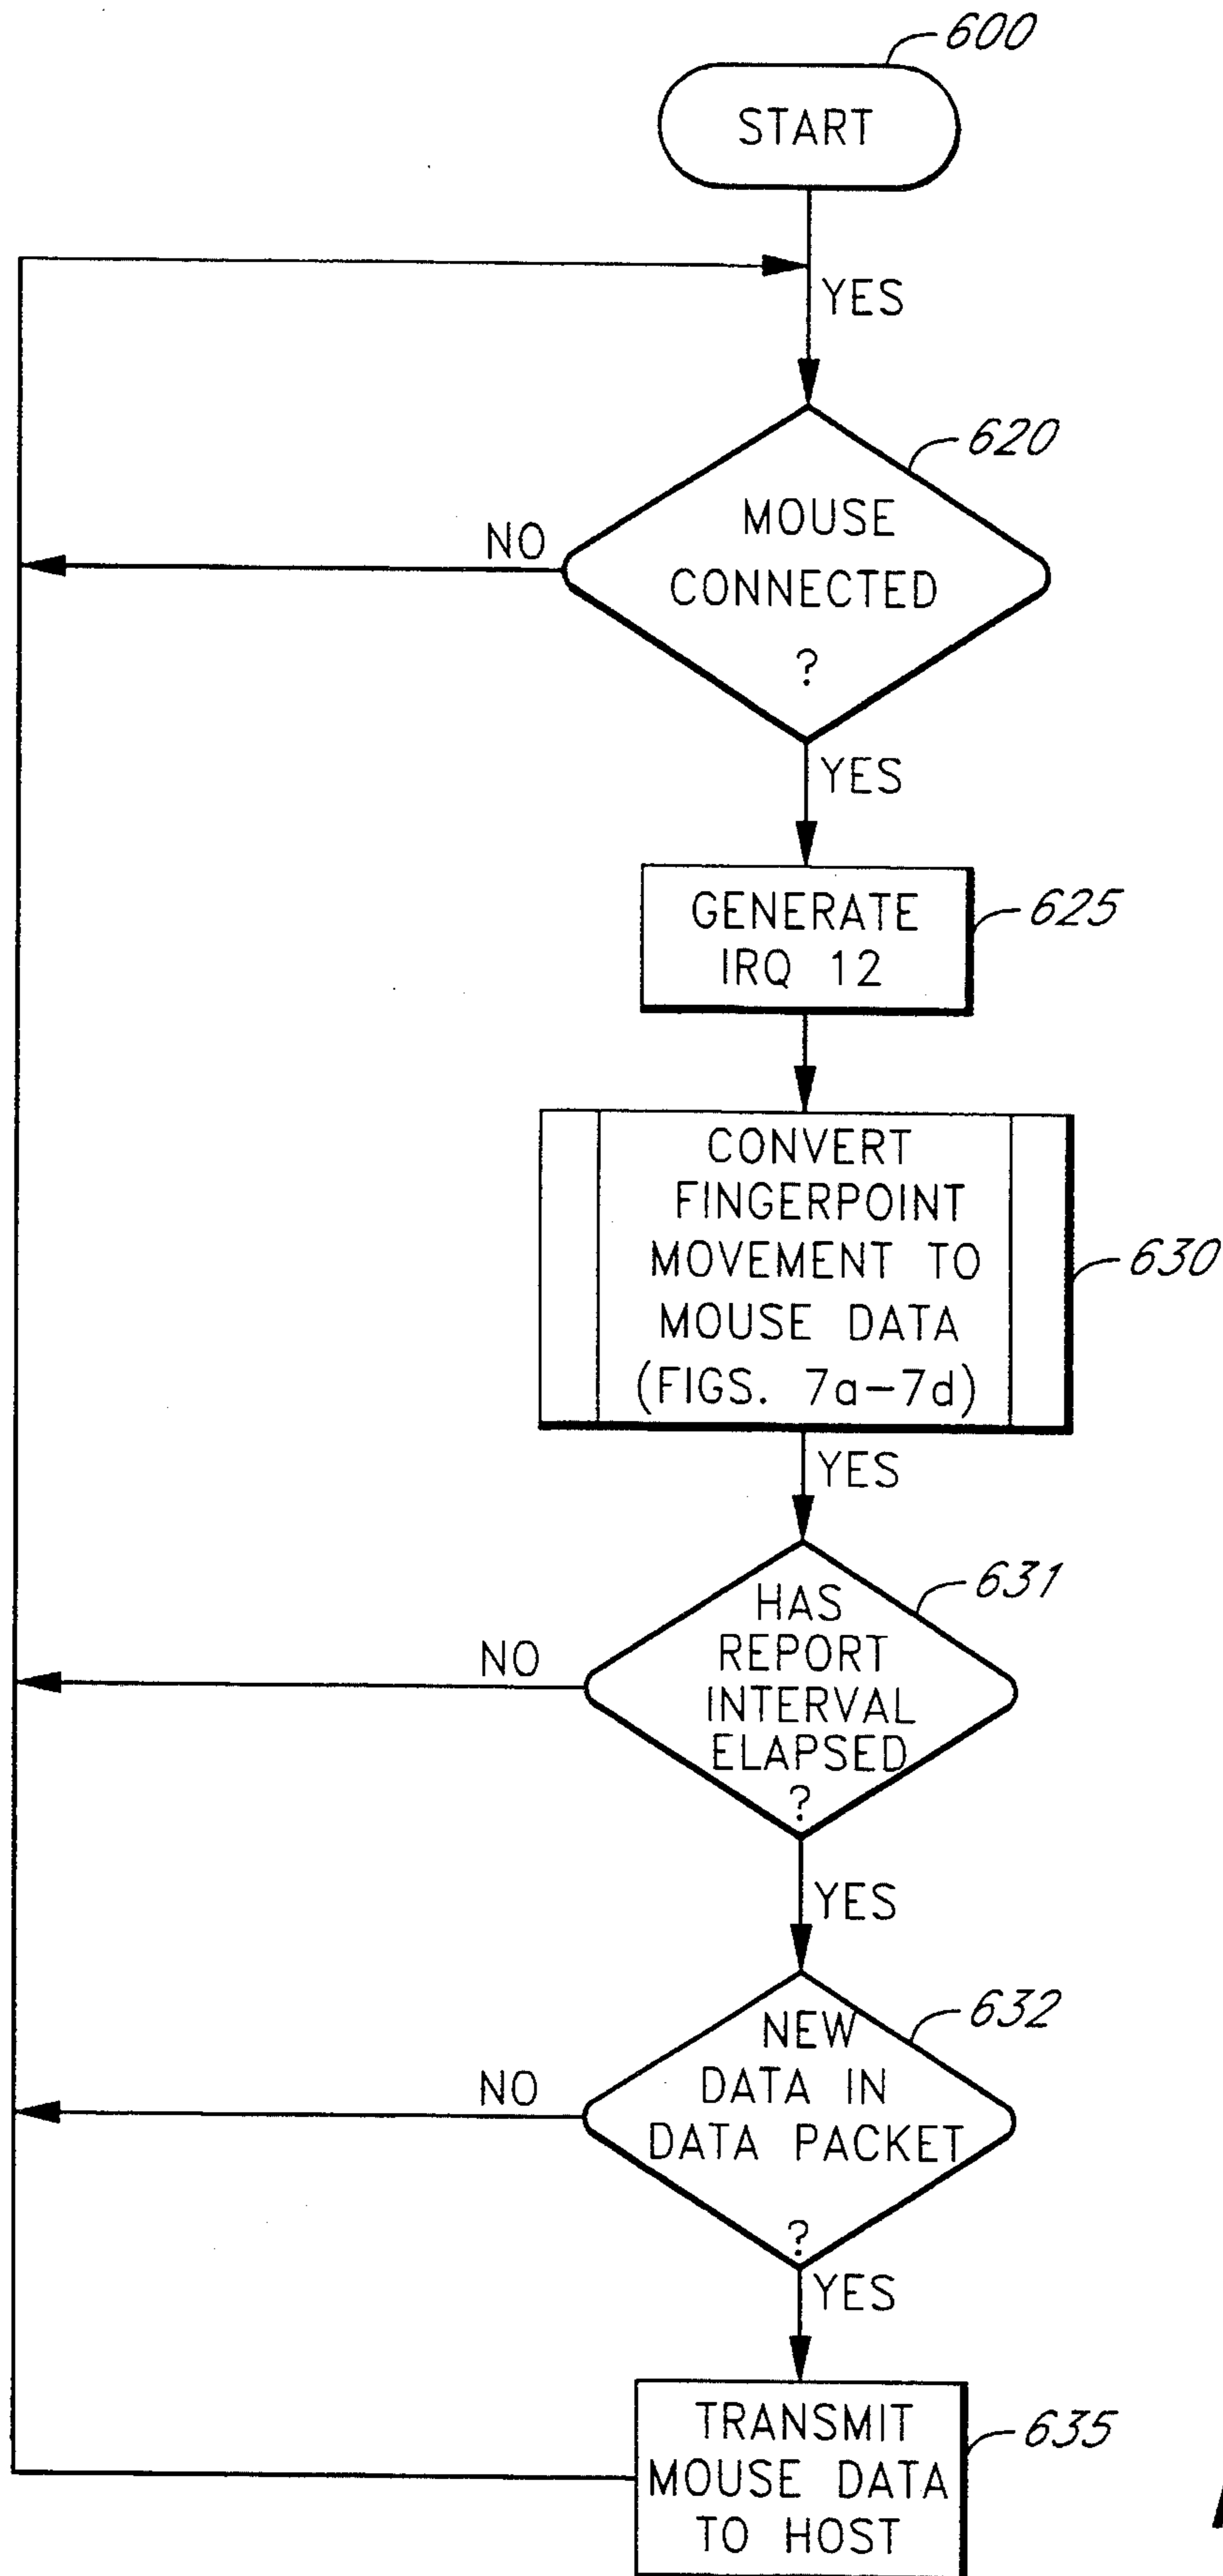 600
START
YES
620
MOUSE
CONNECTED
?
NO
YES
GENERATE
IRQ 12
625
CONVERT
FINGERPOINT
MOVEMENT TO
MOUSE DATA
(FIGS. 7a-7d)
630
YES
631
HAS
REPORT
INTERVAL
ELAPSED
?
NO
YES
632
NEW
DATA IN
DATA PACKET
?
NO
YES
TRANSMIT
MOUSE DATA
TO HOST
635